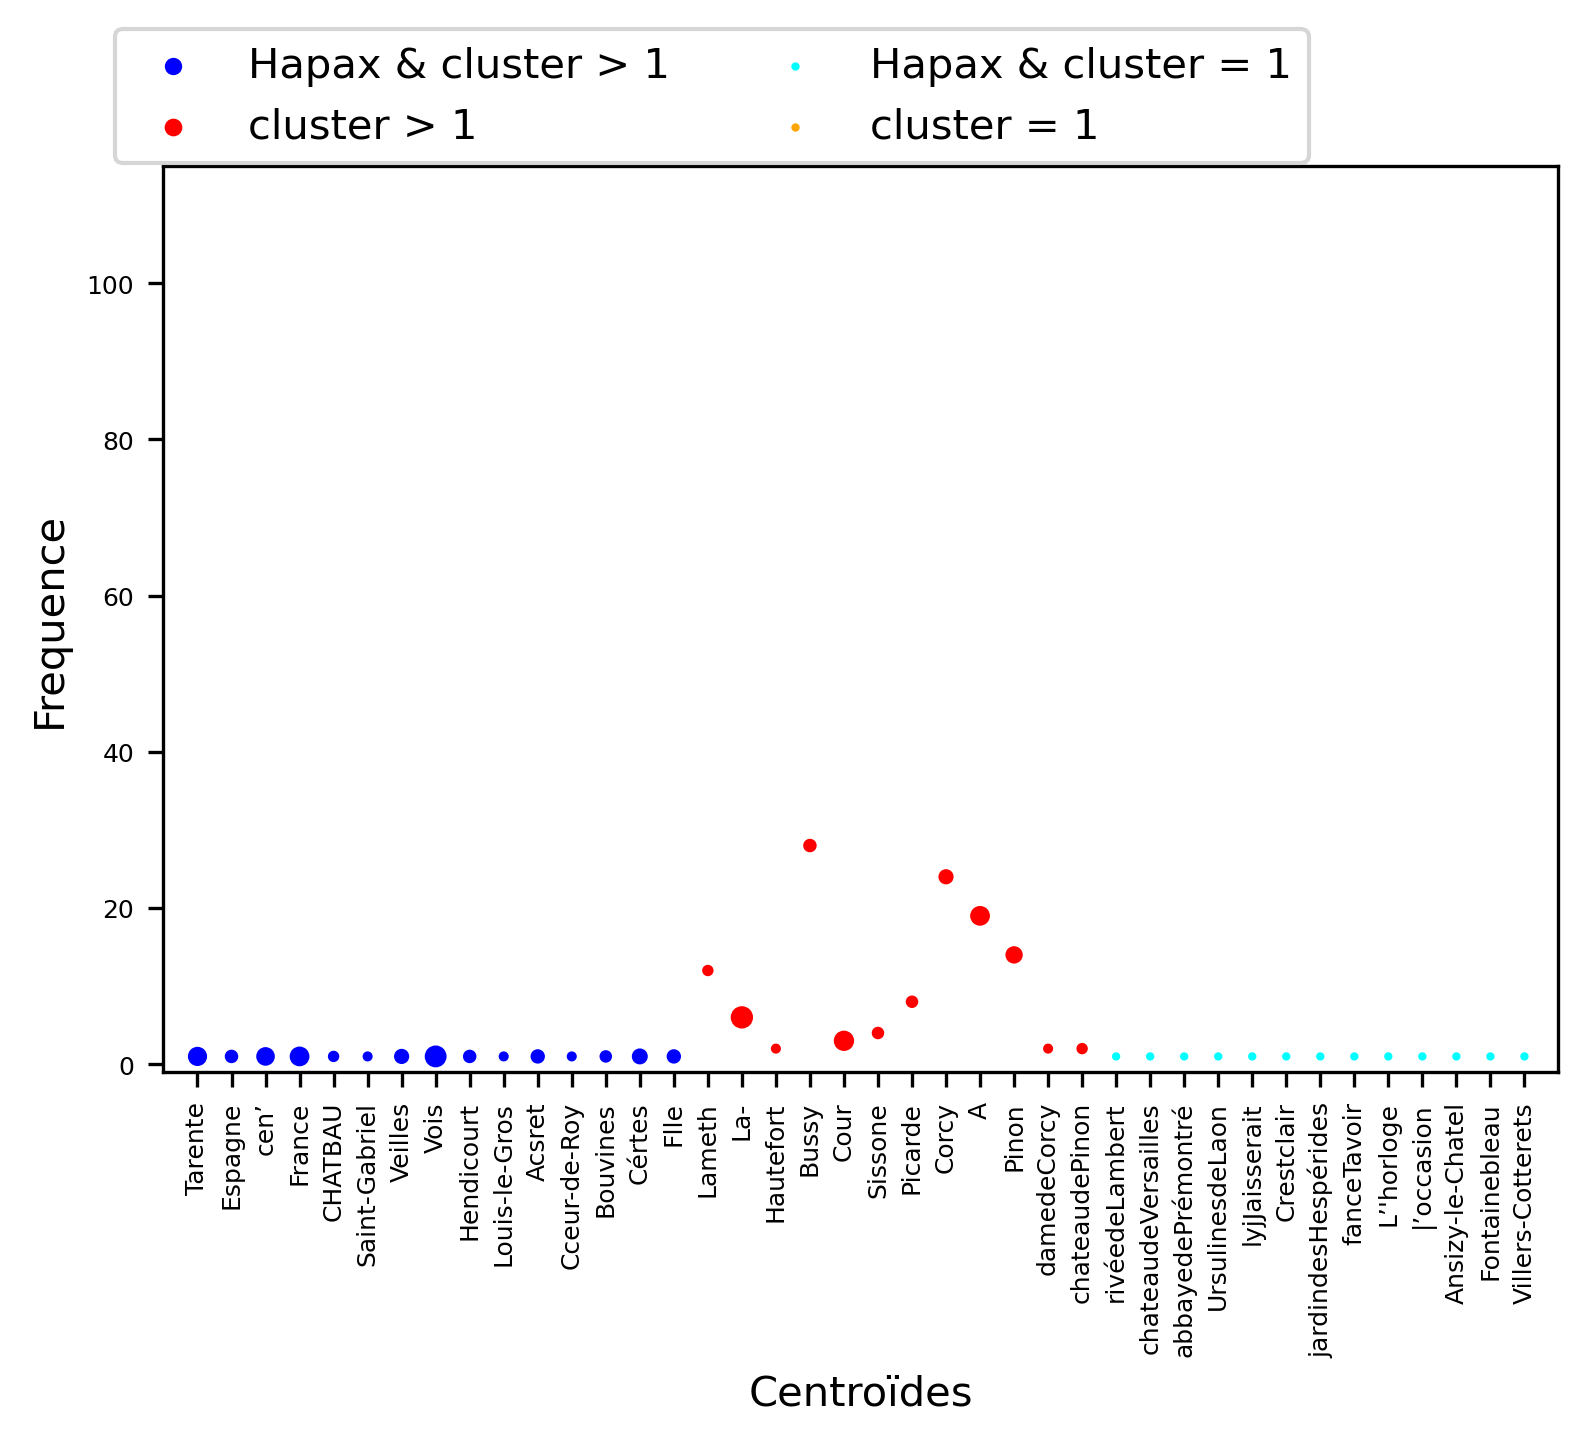 Hapax & cluster > 1
cluster > 1
Hapax & cluster = 1
cluster = 1
Frequence
100
80
60
40
20
0
Tarente
Espagne
cen’
France
CHATBAU
Saint-Gabriel
Veilles
Vois
Hendicourt
Louis-le-Gros
Acsret
Cceur-de-Roy
Bouvines
Cértes
Flle
Lameth
La-
Hautefort
Bussy
Cour
Sissone
Picarde
Corcy
A
Pinon
damedeCorcy
chateaudePinon
rivéedeLambert
chateaudeVersailles
abbayedePrémontré
UrsulinesdeLaon
lyjJaisserait
Crestclair
jardindesHespérides
fanceTavoir
L’'horloge
l’occasion
Ansizy-le-Chatel
Fontainebleau
Villers-Cotterets
Centroïdes